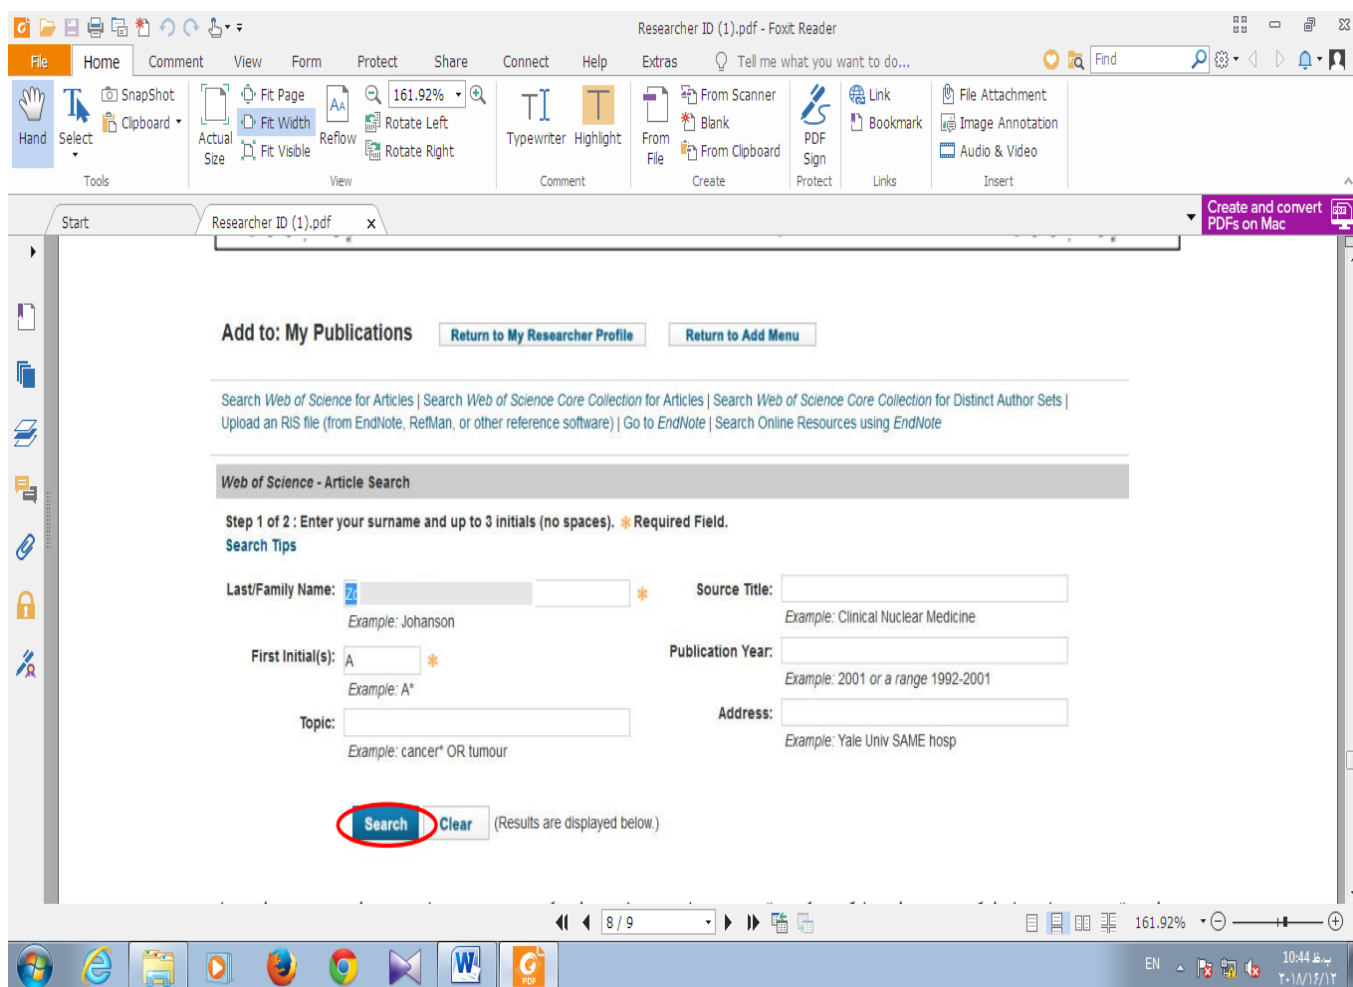 Researcher ID (1).pdf - Foxit Reader
File Home Comment View Form Protect Share Connect Help Extras Tell me what you want to do... Find
Hand
Select
SnapShot
Clipboard
Tools
Actual Size
Fit Page
Fit Width
Fit Visible
Reflow
161.92%
Rotate Left
Rotate Right
View
Typewriter
Highlight
Comment
From File
From Scanner
Blank
From Clipboard
Create
PDF Sign
Protect
Link
Bookmark
Links
File Attachment
Image Annotation
Audio & Video
Insert
Start
Researcher ID (1).pdf x
Create and convert
PDFs on Mac
Add to: My Publications Return to My Researcher Profile Return to Add Menu
Search Web of Science for Articles | Search Web of Science Core Collection for Articles | Search Web of Science Core Collection for Distinct Author Sets |
Upload an RIS file (from EndNote, RefMan, or other reference software) | Go to EndNote | Search Online Resources using EndNote
Web of Science - Article Search
Step 1 of 2 : Enter your surname and up to 3 initials (no spaces). * Required Field.
Search Tips
Last/Family Name: *
Example: Johanson
First Initial(s): A *
Example: A*
Topic:
Example: cancer* OR tumour
Source Title:
Example: Clinical Nuclear Medicine
Publication Year:
Example: 2001 or a range 1992-2001
Address:
Example: Yale Univ SAME hosp
Search Clear (Results are displayed below.)
8 / 9
161.92%
EN
10:44 ب.ظ
۲۰۱۸/۱۶/۱۲